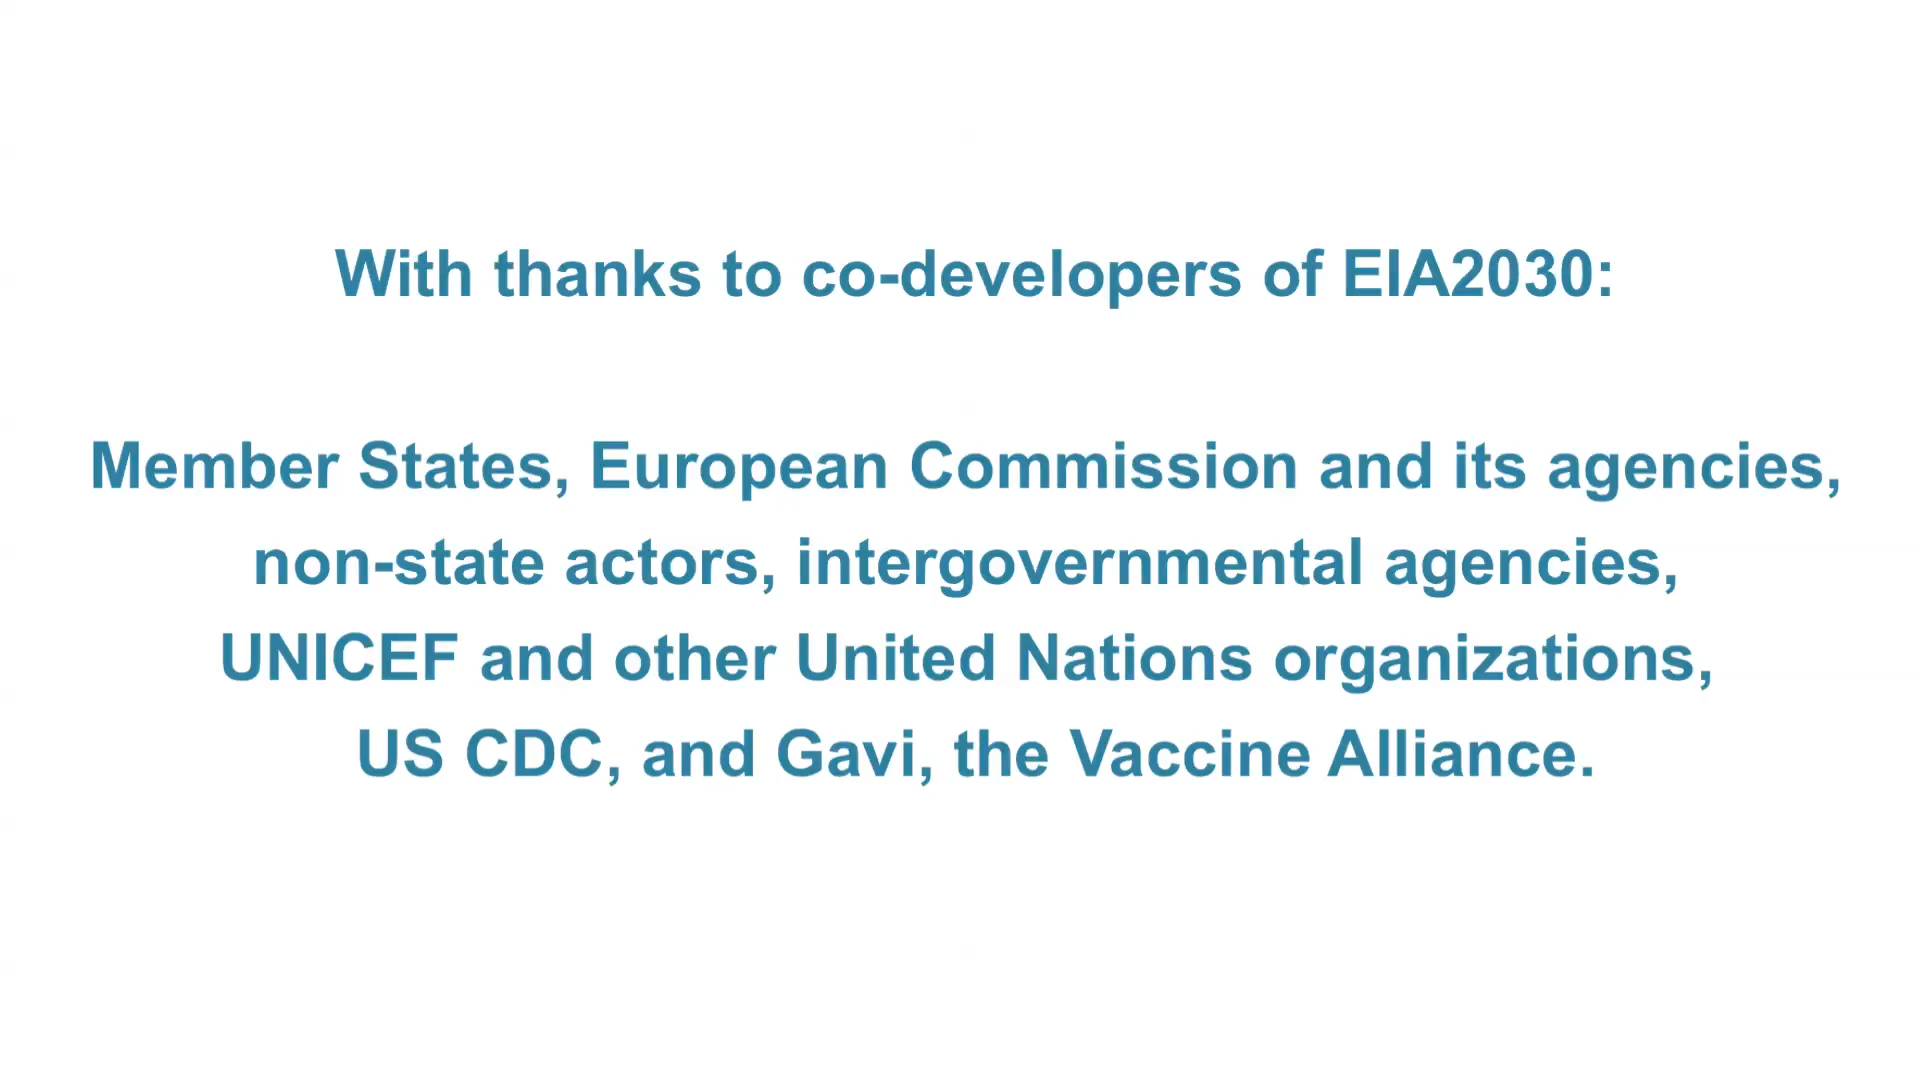 With thanks to co-developers of EIA2030:
Member States, European Commission and its agencies,
non-state actors, intergovernmental agencies,
UNICEF and other United Nations organizations,
US CDC, and Gavi, the Vaccine Alliance.